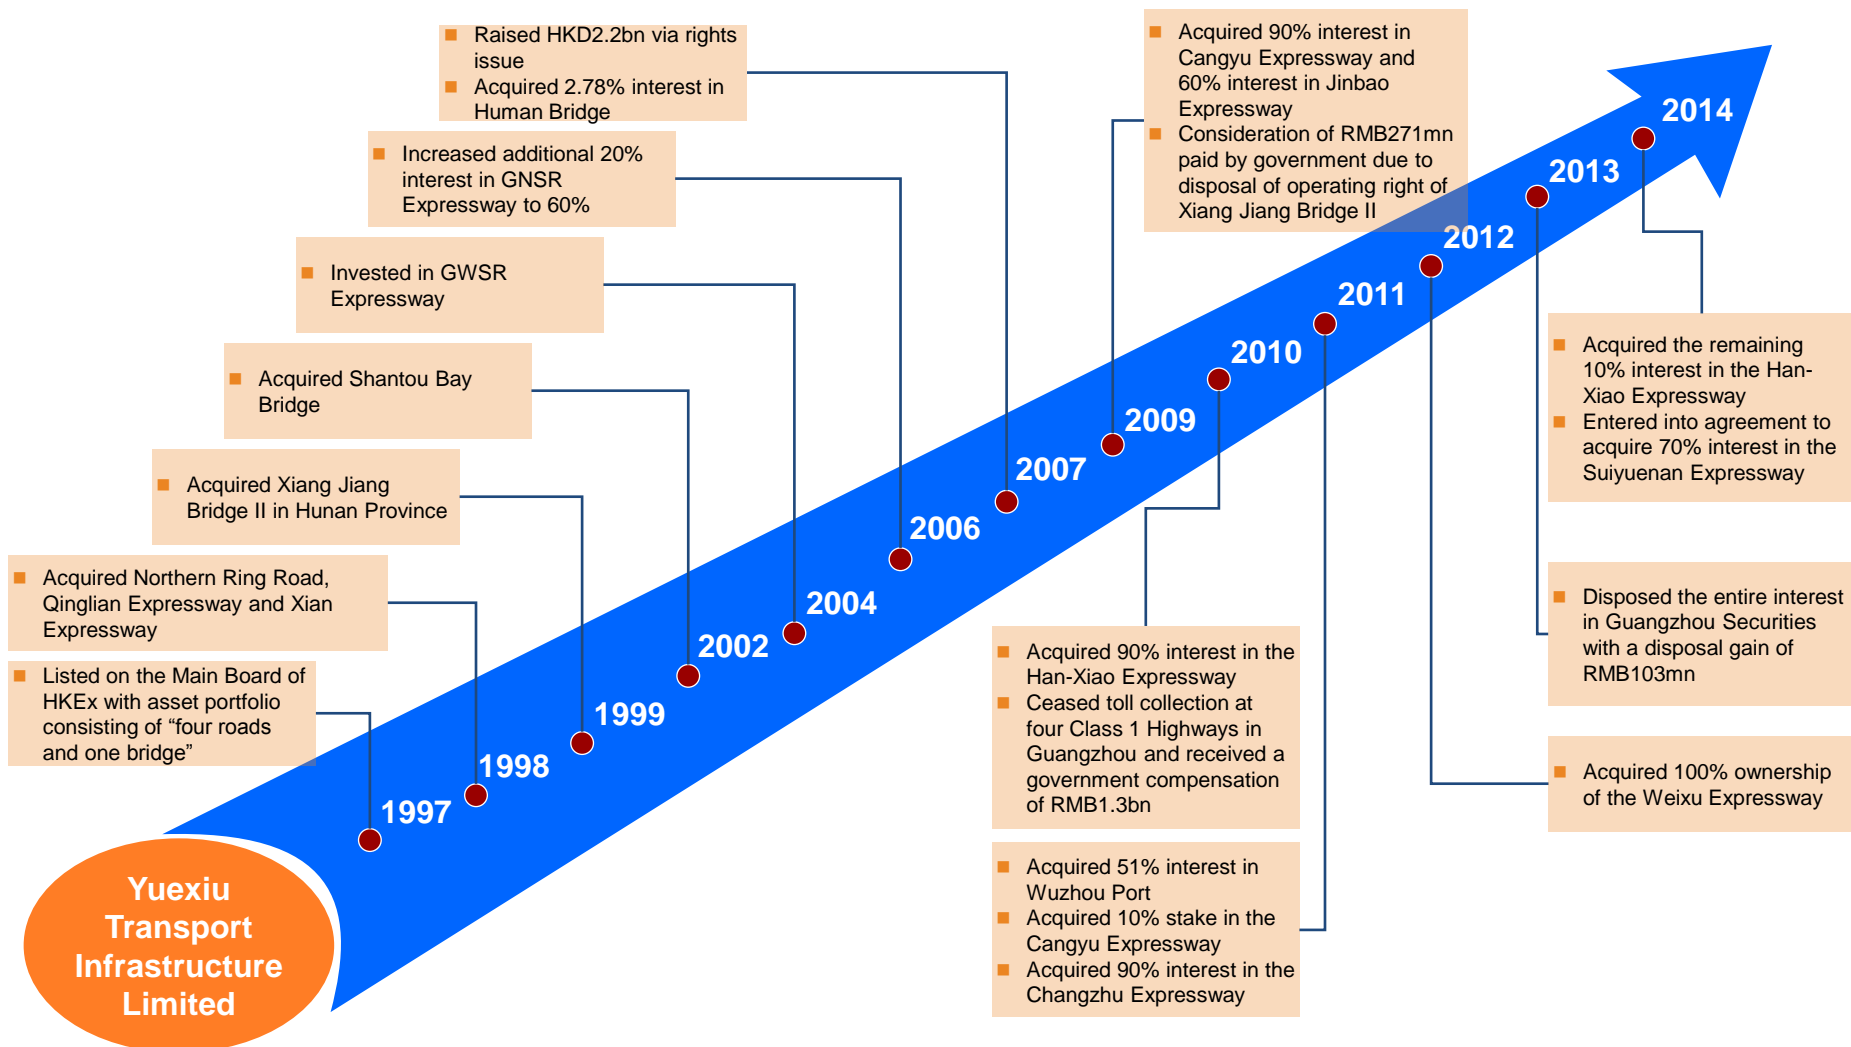 Raised HKD2.2bn via rights
issue
Acquired 2.78% interest in
Human Bridge
Increased additional 20%
interest in GNSR
Expressway to 60%
Invested in GWSR
Expressway
Acquired Shantou Bay
Bridge
Acquired Xiang Jiang
Bridge II in Hunan Province
Acquired Northern Ring Road,
Qinglian Expressway and Xian
Expressway
Listed on the Main Board of
HKEx with asset portfolio
consisting of “four roads
and one bridge”
Acquired 90% interest in
Cangyu Expressway and
60% interest in Jinbao
Expressway
Consideration of RMB271mn
paid by government due to
disposal of operating right of
Xiang Jiang Bridge II
1997
1998
1999
2002
2004
2006
2007
2009
2010
2011
2012
2013
2014
Acquired 90% interest in the
Han-Xiao Expressway
Ceased toll collection at
four Class 1 Highways in
Guangzhou and received a
government compensation
of RMB1.3bn
Acquired 51% interest in
Wuzhou Port
Acquired 10% stake in the
Cangyu Expressway
Acquired 90% interest in the
Changzhu Expressway
Acquired the remaining
10% interest in the Han-
Xiao Expressway
Entered into agreement to
acquire 70% interest in the
Suiyuenan Expressway
Disposed the entire interest
in Guangzhou Securities
with a disposal gain of
RMB103mn
Acquired 100% ownership
of the Weixu Expressway
Yuexiu
Transport
Infrastructure
Limited